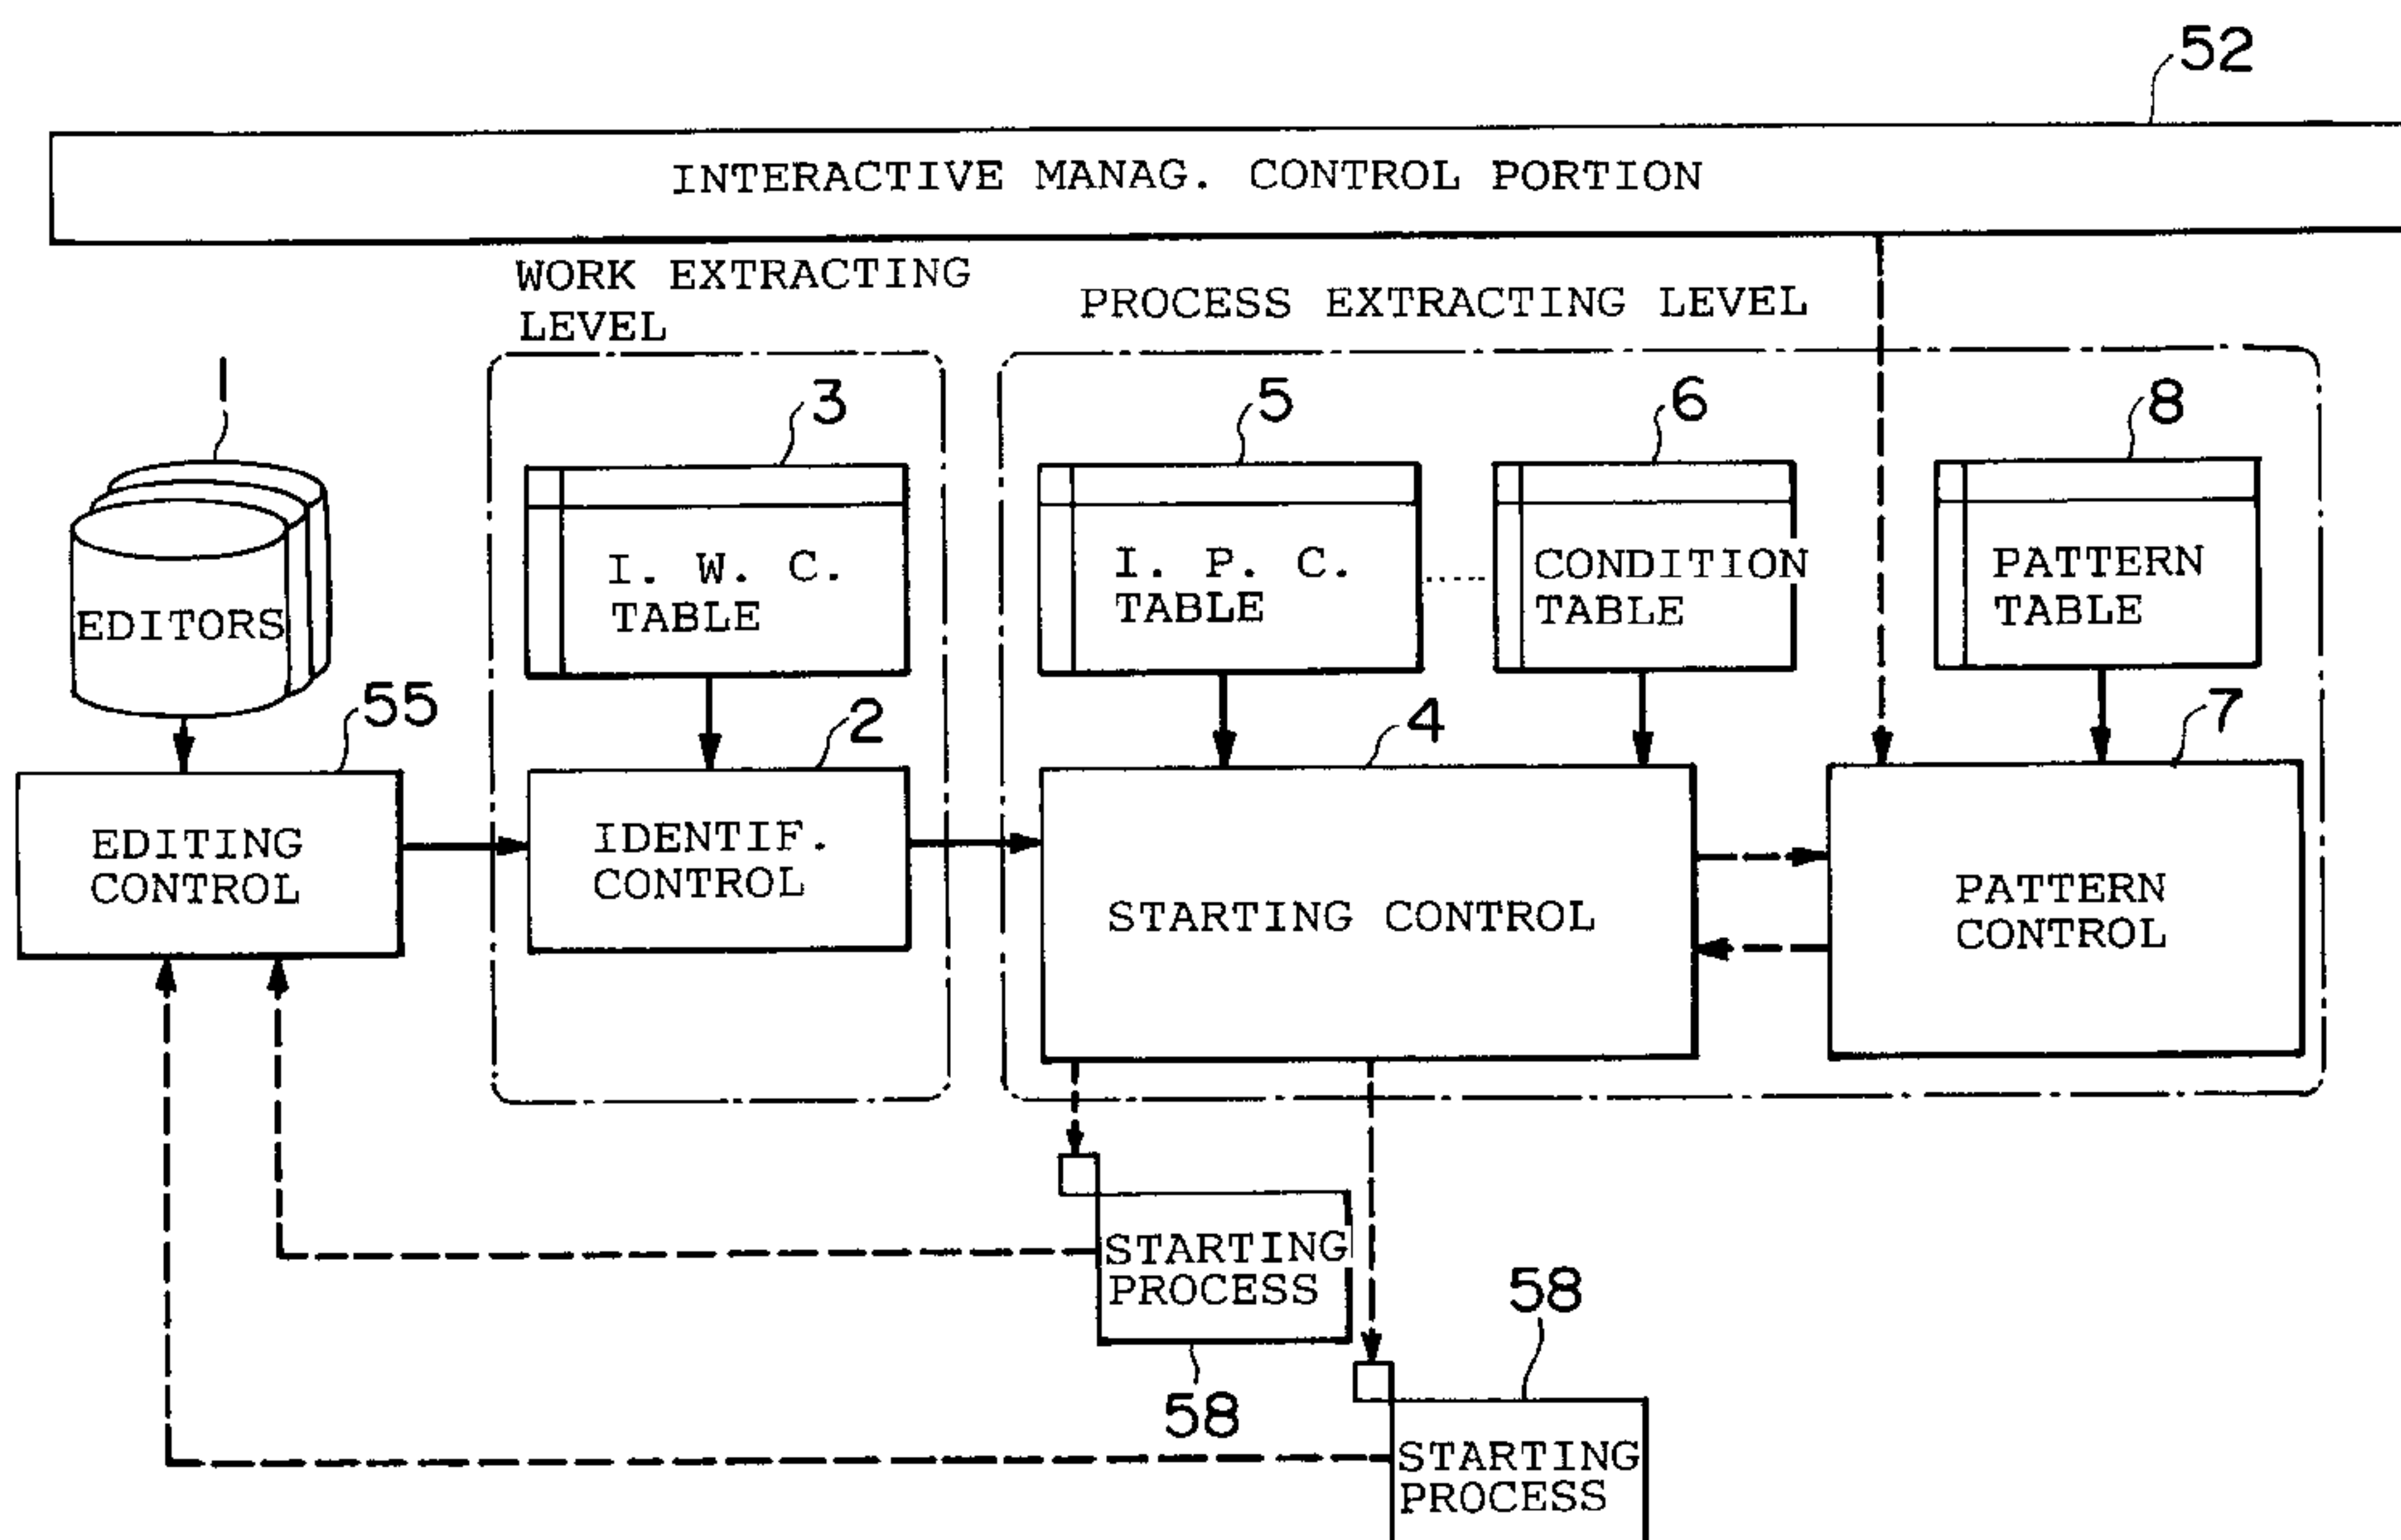 52
INTERACTIVE MANAG. CONTROL PORTION
WORK EXTRACTING
LEVEL
PROCESS EXTRACTING LEVEL
1
3
5
6
8
EDITORS
I. W. C.
TABLE
I. P. C.
TABLE
CONDITION
TABLE
PATTERN
TABLE
55
2
4
7
EDITING
CONTROL
IDENTIF.
CONTROL
STARTING CONTROL
PATTERN
CONTROL
STARTING
PROCESS
58
58
STARTING
PROCESS